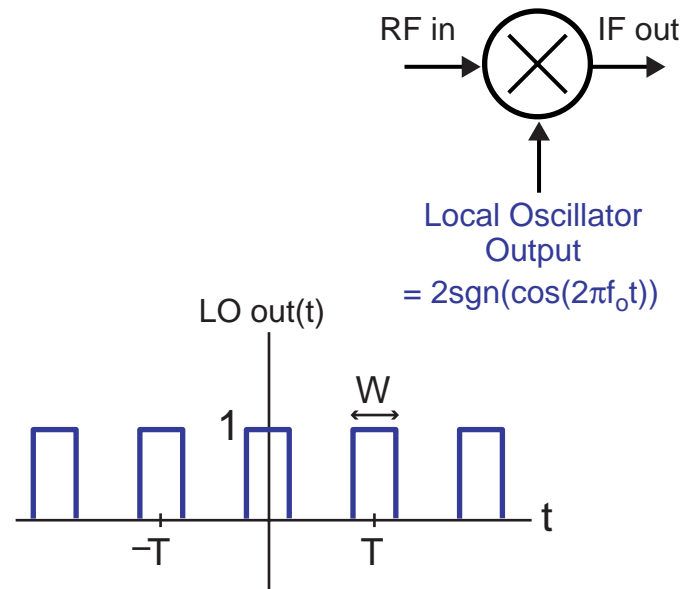 RF in
IF out
Local Oscillator
Output
= 2sgn(cos(2πfot))
LO out(t)
W
1
t
−T
T